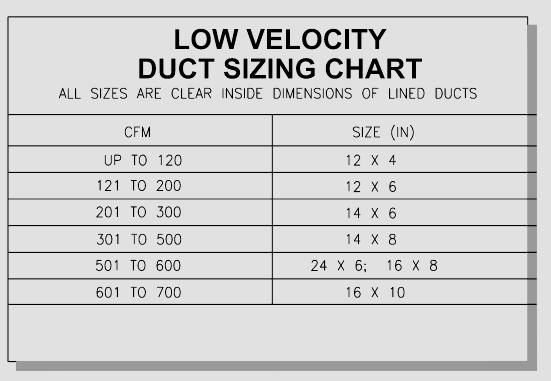 LOW VELOCITY
DUCT SIZING CHART
ALL SIZES ARE CLEAR INSIDE DIMENSIONS OF LINED DUCTS
CFM SIZE (IN)
UP TO 120 12 X 4
121 TO 200 12 X 6
201 TO 300 14 X 6
301 TO 500 14 X 8
501 TO 600 24 X 6; 16 X 8
601 TO 700 16 X 10